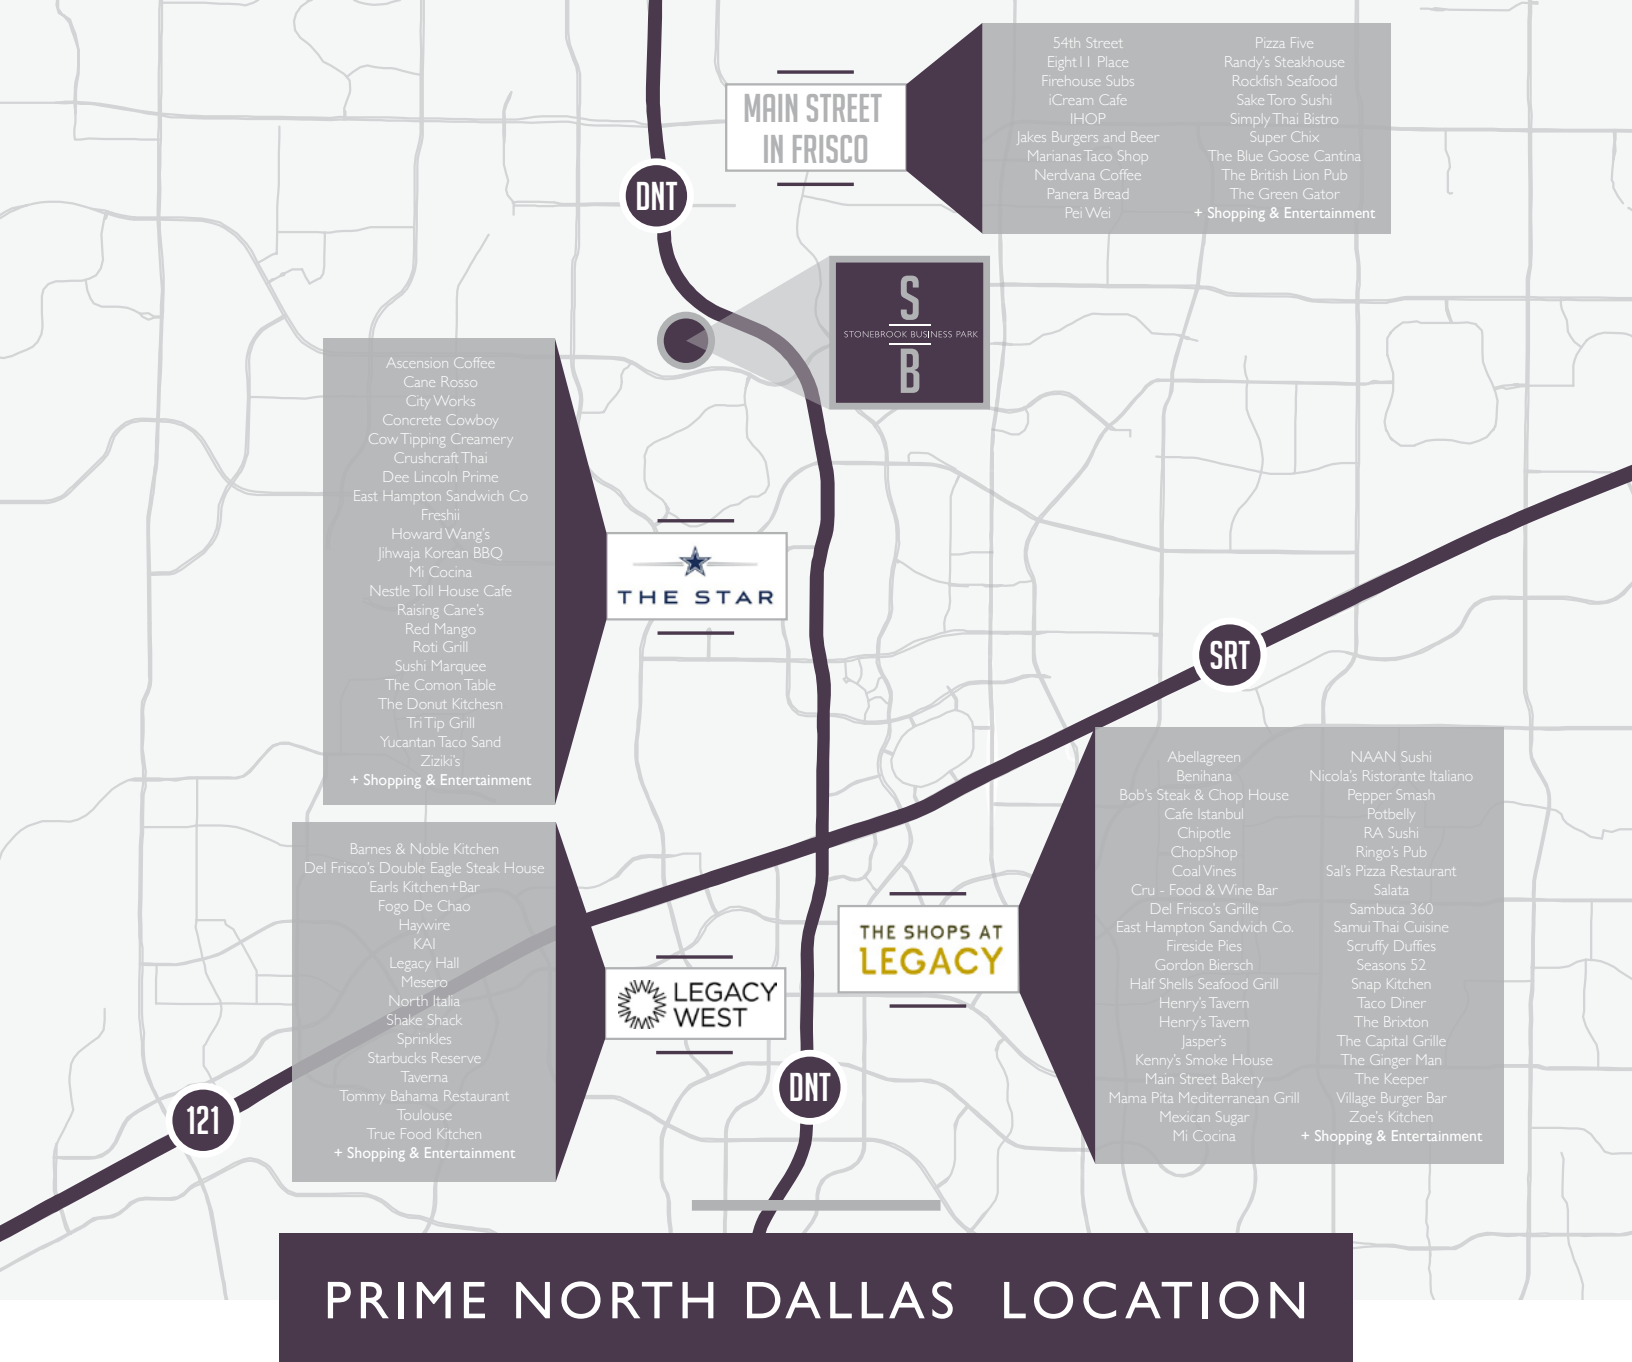 54th Street
Eight11 Place
Firehouse Subs
iCream Cafe
IHOP
Jakes Burgers and Beer
Marianas Taco Shop
Nerdvana Coffee
Panera Bread
Pei Wei
Pizza Five
Randy's Steakhouse
Rockfish Seafood
Sake Toro Sushi
Simply Thai Bistro
Super Chix
The Blue Goose Cantina
The British Lion Pub
The Green Gator
+ Shopping & Entertainment
MAIN STREET
IN FRISCO
DNT
S
STONEBROOK BUSINESS PARK
B
Ascension Coffee
Cane Rosso
City Works
Concrete Cowboy
Cow Tipping Creamery
Crushcraft Thai
Dee Lincoln Prime
East Hampton Sandwich Co
Freshii
Howard Wang's
Jihwaja Korean BBQ
Mi Cocina
Nestle Toll House Cafe
Raising Cane's
Red Mango
Roti Grill
Sushi Marquee
The Comon Table
The Donut Kitchesn
Tri Tip Grill
Yucantan Taco Sand
Ziziki's
+ Shopping & Entertainment
THE STAR
SRT
Barnes & Noble Kitchen
Del Frisco's Double Eagle Steak House
Earls Kitchen+Bar
Fogo De Chao
Haywire
KAI
Legacy Hall
Mesero
North Italia
Shake Shack
Sprinkles
Starbucks Reserve
Taverna
Tommy Bahama Restaurant
Toulouse
True Food Kitchen
+ Shopping & Entertainment
LEGACY
WEST
THE SHOPS AT
LEGACY
Abellagreen
Benihana
Bob's Steak & Chop House
Cafe Istanbul
Chipotle
ChopShop
Coal Vines
Cru - Food & Wine Bar
Del Frisco's Grille
East Hampton Sandwich Co.
Fireside Pies
Gordon Biersch
Half Shells Seafood Grill
Henry's Tavern
Henry's Tavern
Jasper's
Kenny's Smoke House
Main Street Bakery
Mama Pita Mediterranean Grill
Mexican Sugar
Mi Cocina
NAAN Sushi
Nicola's Ristorante Italiano
Pepper Smash
Potbelly
RA Sushi
Ringo's Pub
Sal's Pizza Restaurant
Salata
Sambuca 360
Samui Thai Cuisine
Scruffy Duffies
Seasons 52
Snap Kitchen
Taco Diner
The Brixton
The Capital Grille
The Ginger Man
The Keeper
Village Burger Bar
Zoe's Kitchen
+ Shopping & Entertainment
DNT
121
PRIME NORTH DALLAS LOCATION